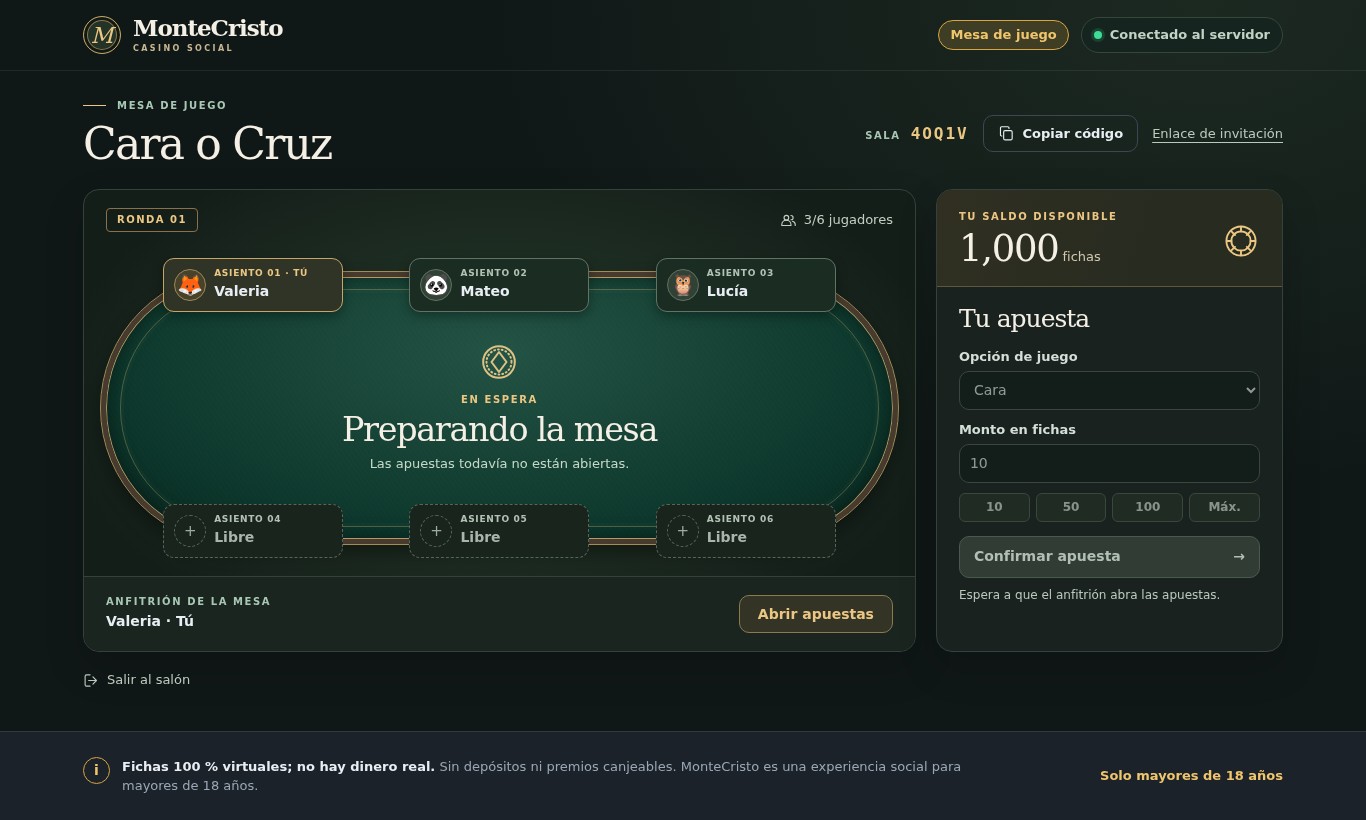 M
MonteCristo
CASINO SOCIAL
Mesa de juego
Conectado al servidor
MESA DE JUEGO
Cara o Cruz
SALA 4OQ1V
Copiar código
Enlace de invitación
RONDA 01
3/6 jugadores
ASIENTO 01 · TÚ
Valeria
ASIENTO 02
Mateo
ASIENTO 03
Lucía
EN ESPERA
Preparando la mesa
Las apuestas todavía no están abiertas.
+
ASIENTO 04
Libre
+
ASIENTO 05
Libre
+
ASIENTO 06
Libre
ANFITRIÓN DE LA MESA
Valeria · Tú
Abrir apuestas
TU SALDO DISPONIBLE
1,000 fichas
Tu apuesta
Opción de juego
Cara
Monto en fichas
10
10 50 100 Máx.
Confirmar apuesta →
Espera a que el anfitrión abra las apuestas.
Salir al salón
i
Fichas 100 % virtuales; no hay dinero real. Sin depósitos ni premios canjeables. MonteCristo es una experiencia social para
mayores de 18 años.
Solo mayores de 18 años